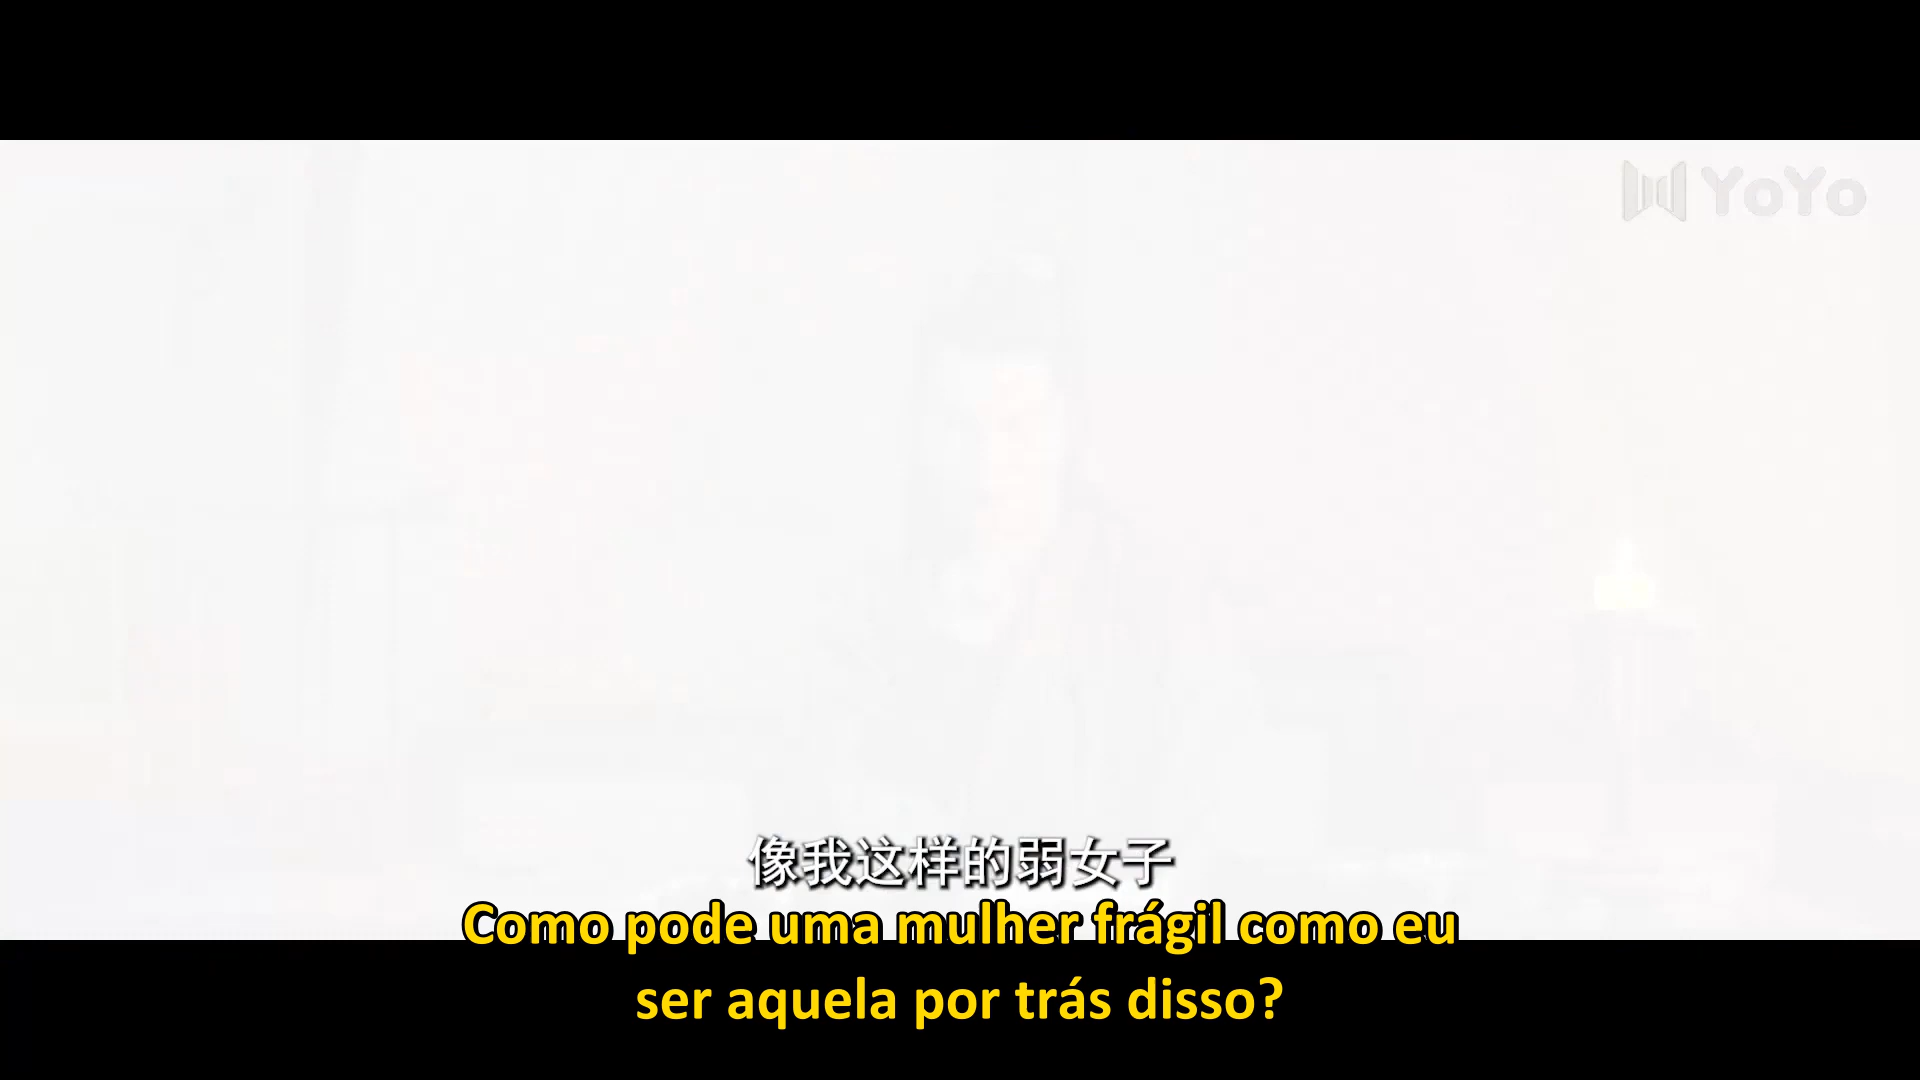 YoYo
像我这样的弱女子
Como pode uma mulher frágil como eu
ser aquela por trás disso?